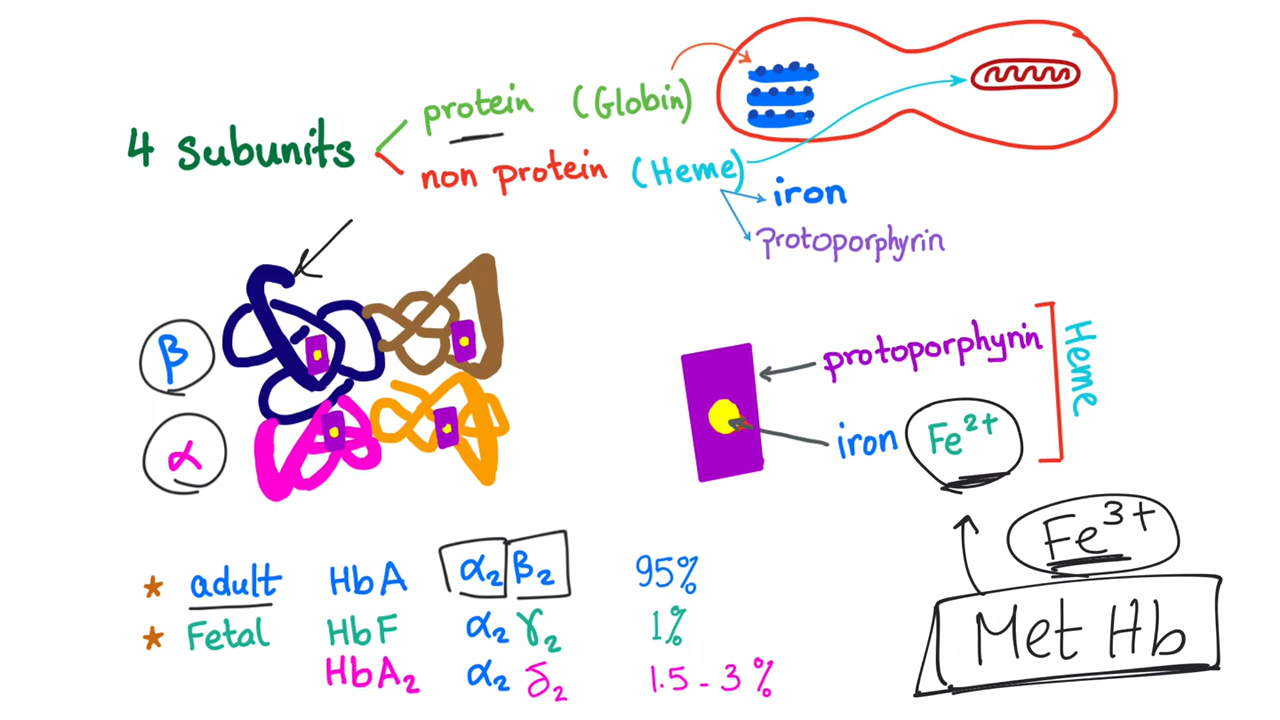 4 subunits
protein (Globin)
non protein (Heme)
iron
protoporphyrin
β
α
protoporphyrin
iron Fe²⁺
Heme
Fe³⁺
Met Hb
* adult HbA α₂ β₂ 95%
* Fetal HbF α₂ γ₂ 1%
HbA₂ α₂ δ₂ 1.5 - 3 %